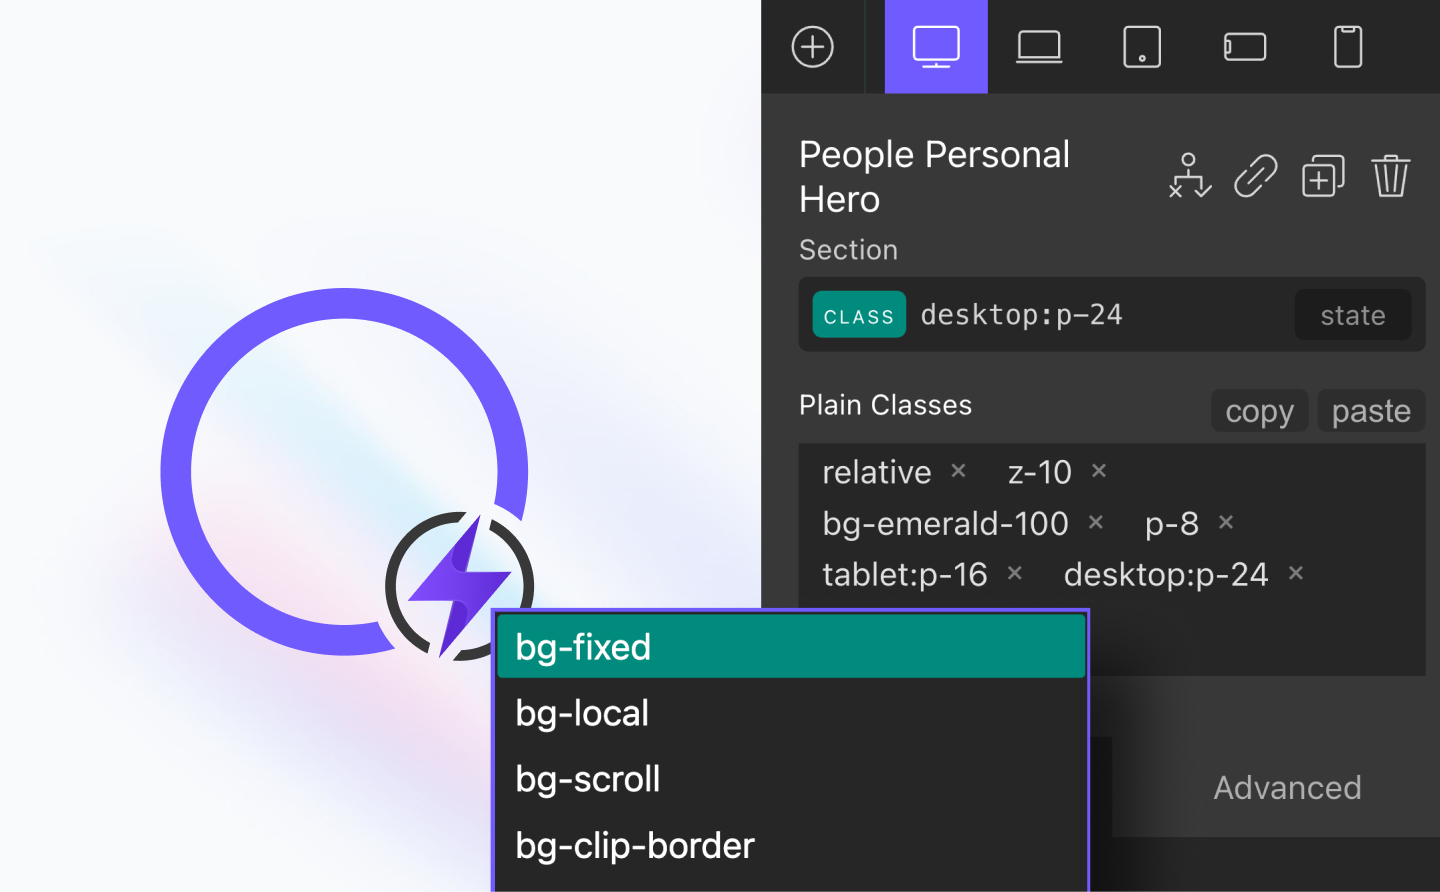 People Personal
Hero
Section
CLASS desktop:p-24 state
Plain Classes copy paste
relative × z-10 ×
bg-emerald-100 × p-8 ×
tablet:p-16 × desktop:p-24 ×
bg-fixed
bg-local
bg-scroll
Advanced
bg-clip-border